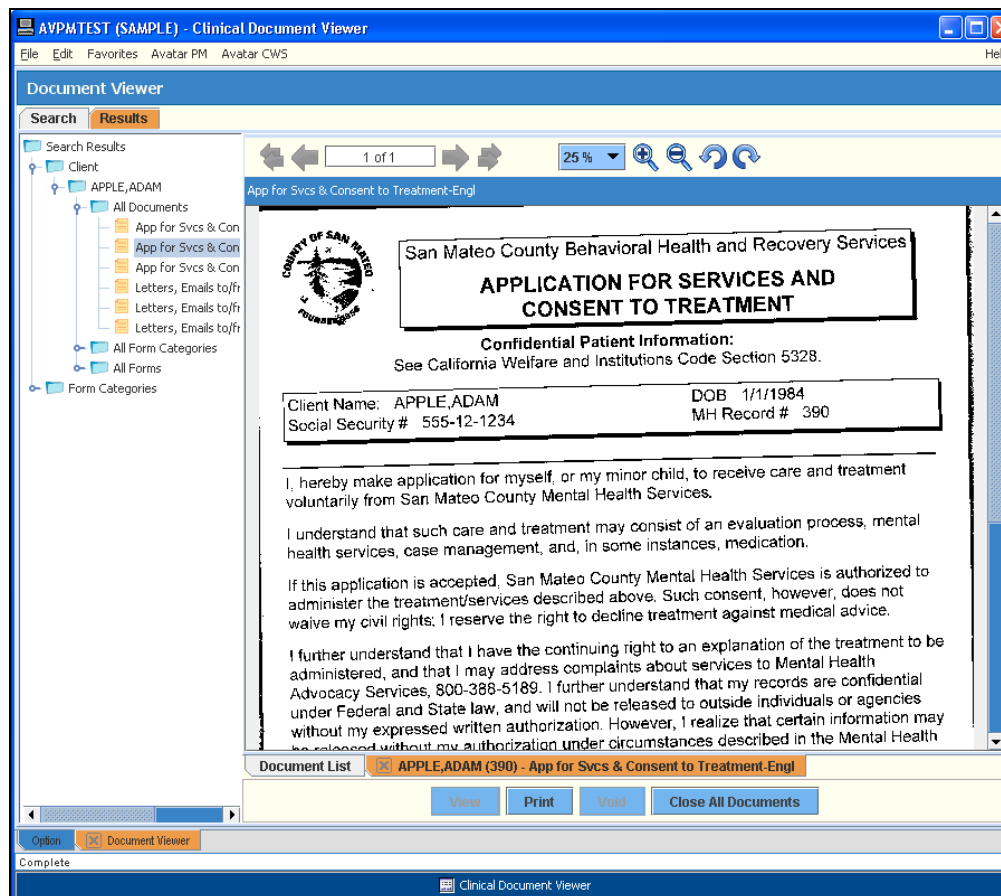 AVPMTEST (SAMPLE) - Clinical Document Viewer
File Edit Favorites Avatar PM Avatar CWS Hel
Document Viewer
Search Results
Search Results
Client
APPLE,ADAM
All Documents
App for Svcs & Con
App for Svcs & Con
App for Svcs & Con
Letters, Emails to/fr
Letters, Emails to/fr
Letters, Emails to/fr
All Form Categories
All Forms
Form Categories
1 of 1
25 %
App for Svcs & Consent to Treatment-Engl
COUNTY OF SAN MATEO
San Mateo County Behavioral Health and Recovery Services
APPLICATION FOR SERVICES AND
CONSENT TO TREATMENT
Confidential Patient Information:
See California Welfare and Institutions Code Section 5328.
Client Name: APPLE,ADAM DOB 1/1/1984
Social Security # 555-12-1234 MH Record # 390
I, hereby make application for myself, or my minor child, to receive care and treatment
voluntarily from San Mateo County Mental Health Services.
I understand that such care and treatment may consist of an evaluation process, mental
health services, case management, and, in some instances, medication.
If this application is accepted, San Mateo County Mental Health Services is authorized to
administer the treatment/services described above. Such consent, however, does not
waive my civil rights; I reserve the right to decline treatment against medical advice.
I further understand that I have the continuing right to an explanation of the treatment to be
administered, and that I may address complaints about services to Mental Health
Advocacy Services, 800-388-5189. I further understand that my records are confidential
under Federal and State law, and will not be released to outside individuals or agencies
without my expressed written authorization. However, I realize that certain information may
be released without my authorization under circumstances described in the Mental Health
Document List APPLE,ADAM (390) - App for Svcs & Consent to Treatment-Engl
View Print Void Close All Documents
Option Document Viewer
Complete
Clinical Document Viewer